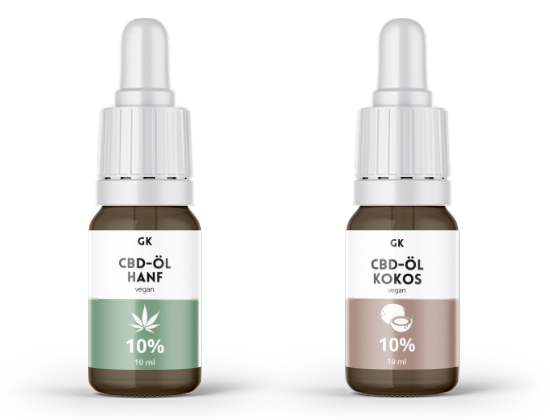 GK
CBD-ÖL
HANF
vegan
10%
10 ml
GK
CBD-ÖL
KOKOS
vegan
10%
10 ml